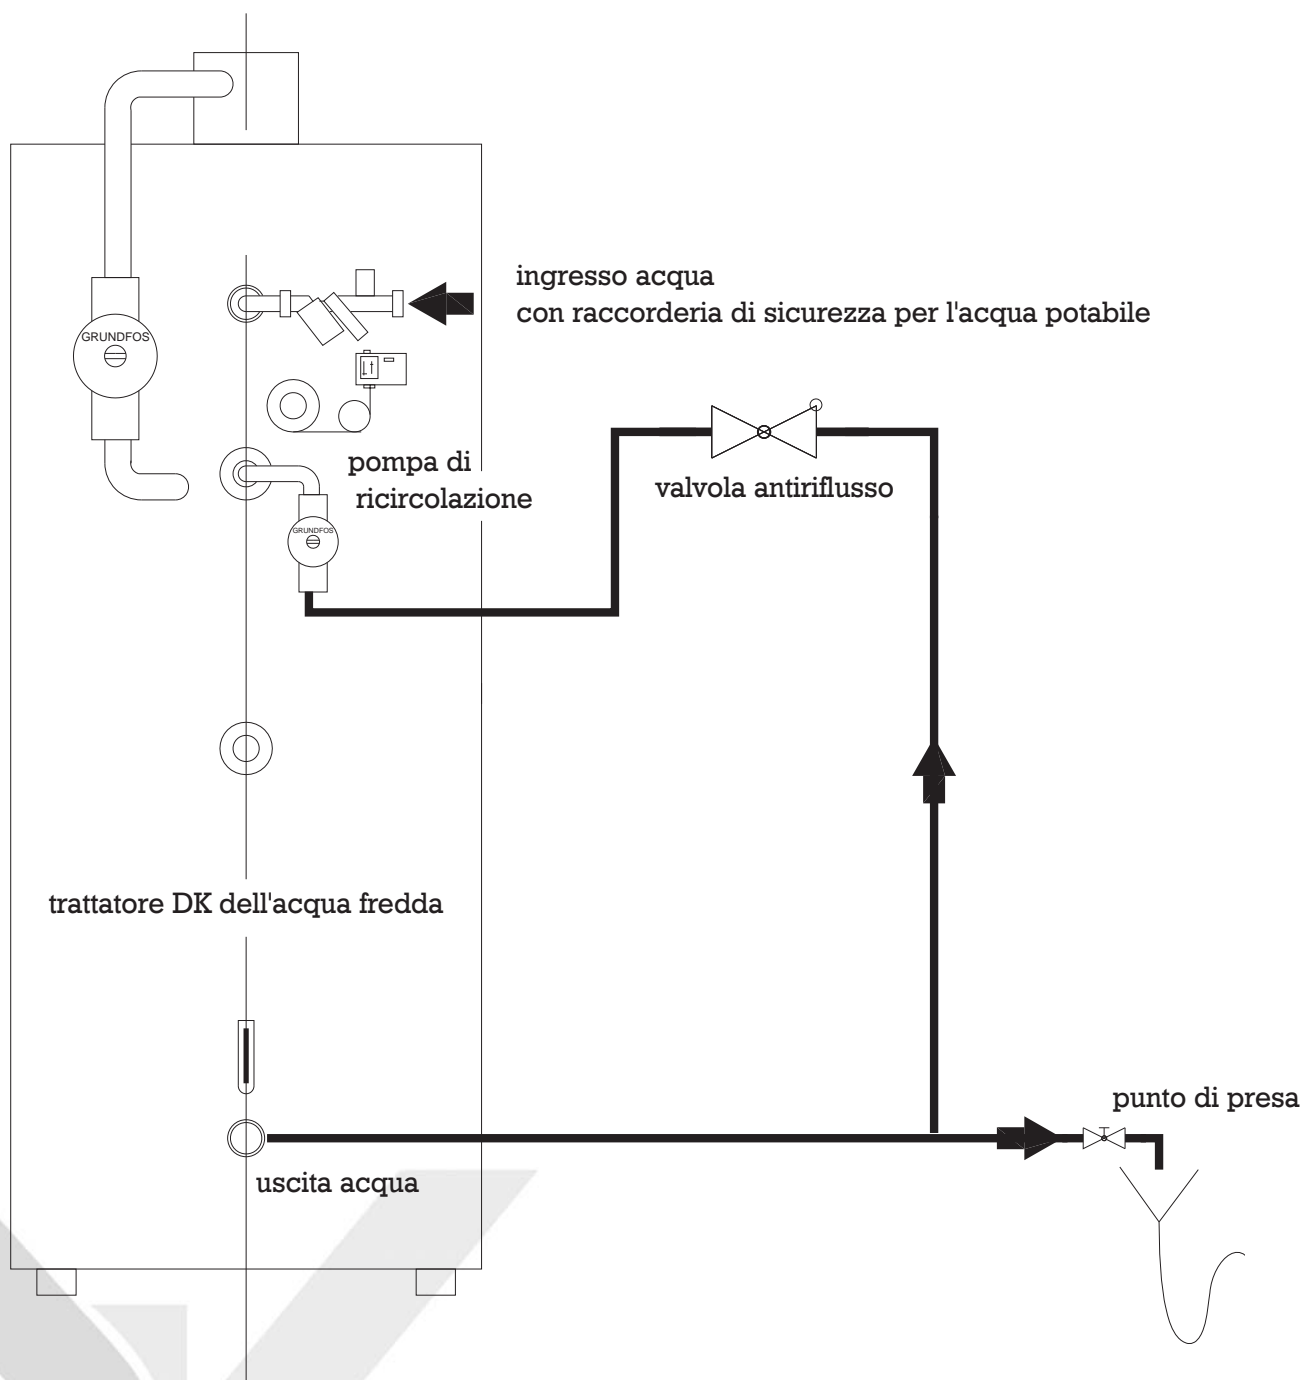 ingresso acqua
con raccorderia di sicurezza per l'acqua potabile
GRUNDFOS
pompa di
ricircolazione
valvola antiriflusso
GRUNDFOS
trattatore DK dell'acqua fredda
punto di presa
uscita acqua